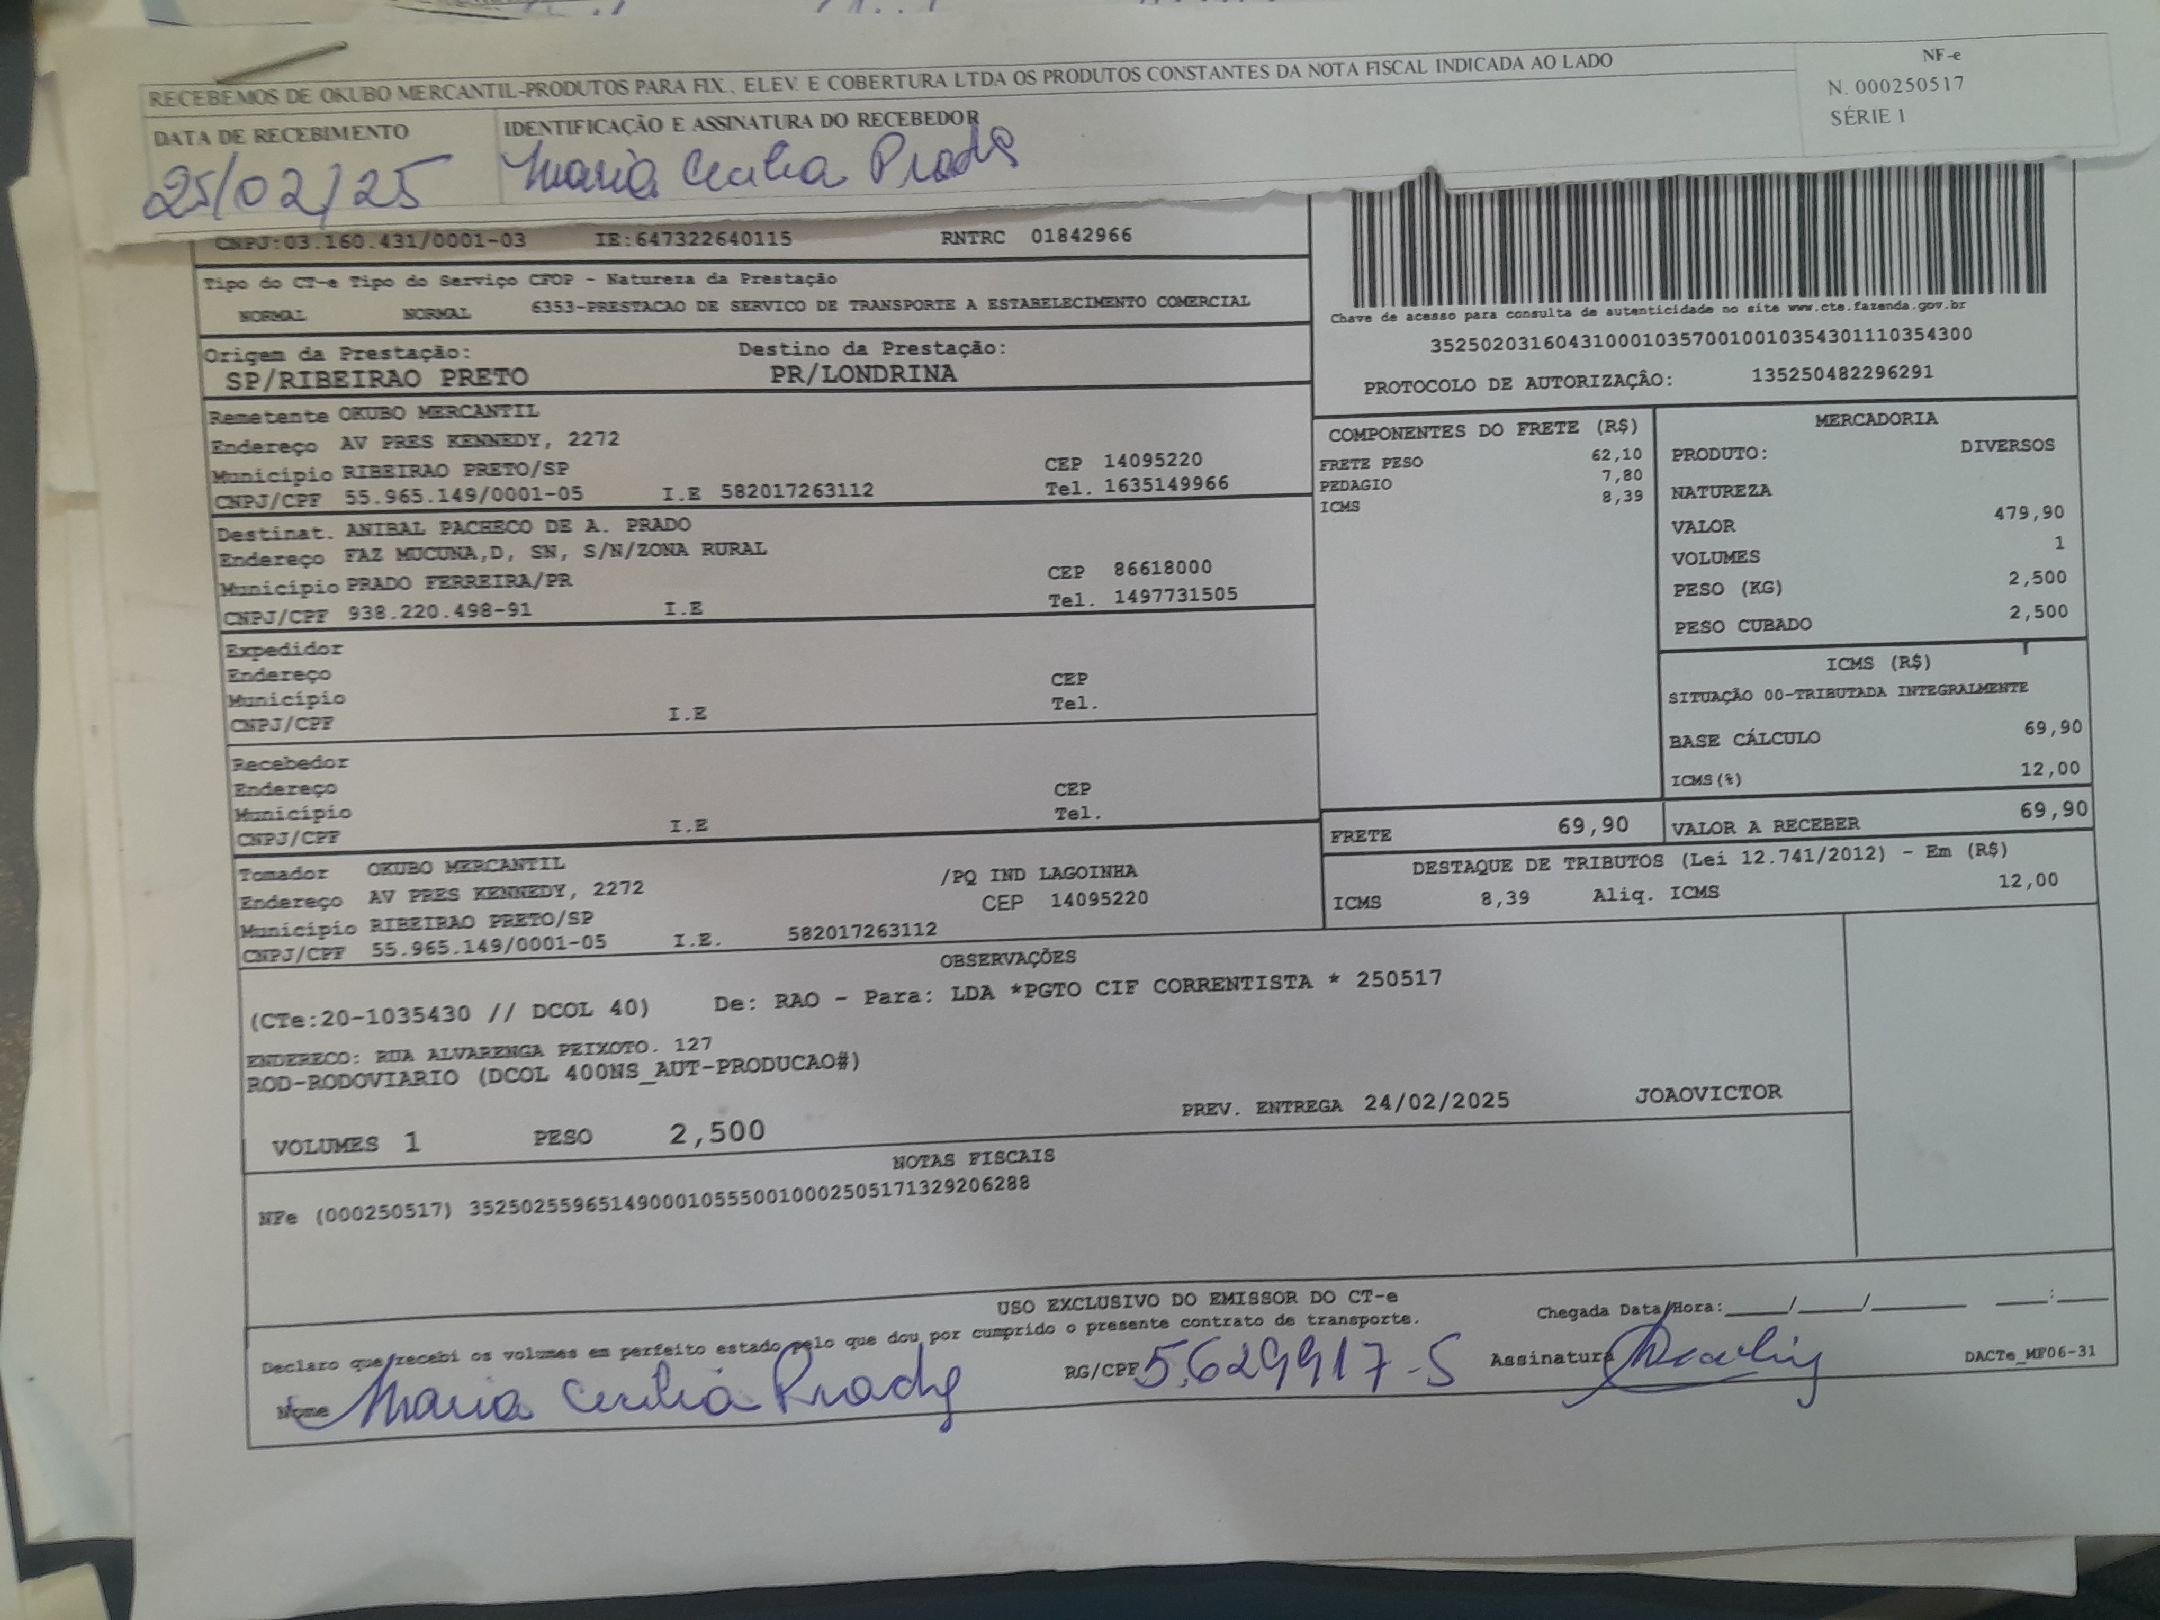 RECEBEMOS DE OKUBO MERCANTIL-PRODUTOS PARA FIX., ELEV. E COBERTURA LTDA OS PRODUTOS CONSTANTES DA NOTA FISCAL INDICADA AO LADO
NF-e
N. 000250517
SÉRIE 1
DATA DE RECEBIMENTO
25/02/25
IDENTIFICAÇÃO E ASSINATURA DO RECEBEDOR
Maria Cecilia Prado
CNPJ:03.160.431/0001-03 IE:647322640115 RNTRC 01842966
Tipo do CT-e Tipo do Serviço CFOP - Natureza da Prestação
NORMAL NORMAL 6353-PRESTACAO DE SERVICO DE TRANSPORTE A ESTABELECIMENTO COMERCIAL
Chave de acesso para consulta de autenticidade no site www.cte.fazenda.gov.br
35250203160431000103570010010354301110354300
PROTOCOLO DE AUTORIZAÇÃO: 135250482296291
Origem da Prestação: Destino da Prestação:
SP/RIBEIRAO PRETO PR/LONDRINA
Remetente OKUBO MERCANTIL
Endereço AV PRES KENNEDY, 2272
Município RIBEIRAO PRETO/SP CEP 14095220
CNPJ/CPF 55.965.149/0001-05 I.E 582017263112 Tel. 1635149966
Destinat. ANIBAL PACHECO DE A. PRADO
Endereço FAZ MUCUNA,D, SN, S/N/ZONA RURAL
Município PRADO FERREIRA/PR CEP 86618000
CNPJ/CPF 938.220.498-91 I.E Tel. 1497731505
Expedidor
Endereço
Município CEP
CNPJ/CPF I.E Tel.
Recebedor
Endereço
Município CEP
CNPJ/CPF I.E Tel.
Tomador OKUBO MERCANTIL
Endereço AV PRES KENNEDY, 2272 /PQ IND LAGOINHA
Município RIBEIRAO PRETO/SP CEP 14095220
CNPJ/CPF 55.965.149/0001-05 I.E. 582017263112
COMPONENTES DO FRETE (R$)
FRETE PESO 62,10
PEDAGIO 7,80
ICMS 8,39
MERCADORIA
PRODUTO: DIVERSOS
NATUREZA
VALOR 479,90
VOLUMES 1
PESO (KG) 2,500
PESO CUBADO 2,500
ICMS (R$)
SITUAÇÃO 00-TRIBUTADA INTEGRALMENTE
BASE CÁLCULO 69,90
ICMS(%) 12,00
FRETE 69,90 VALOR A RECEBER 69,90
DESTAQUE DE TRIBUTOS (Lei 12.741/2012) - Em (R$)
ICMS 8,39 Aliq. ICMS 12,00
OBSERVAÇÕES
(CTe:20-1035430 // DCOL 40) De: RAO - Para: LDA *PGTO CIF CORRENTISTA * 250517
ENDERECO: RUA ALVARENGA PEIXOTO. 127
ROD-RODOVIARIO (DCOL 400NS_AUT-PRODUCAO#)
PREV. ENTREGA 24/02/2025 JOAOVICTOR
VOLUMES 1 PESO 2,500
NOTAS FISCAIS
NFe (000250517) 35250255965149000105550010002505171329206288
USO EXCLUSIVO DO EMISSOR DO CT-e
Declaro que recebi os volumes em perfeito estado pelo que dou por cumprido o presente contrato de transporte.
Chegada Data/Hora:____/____/______ ___:___
Nome Maria Cecilia Prado RG/CPF 5.629917-5 Assinatura
DACTe_MF06-31